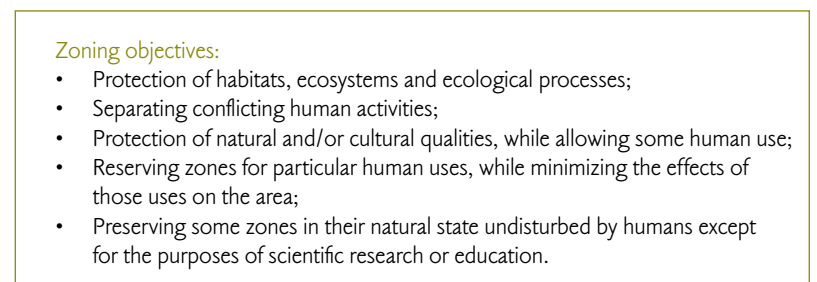 Zoning objectives:
• Protection of habitats, ecosystems and ecological processes;
• Separating conflicting human activities;
• Protection of natural and/or cultural qualities, while allowing some human use;
• Reserving zones for particular human uses, while minimizing the effects of
those uses on the area;
• Preserving some zones in their natural state undisturbed by humans except
for the purposes of scientific research or education.